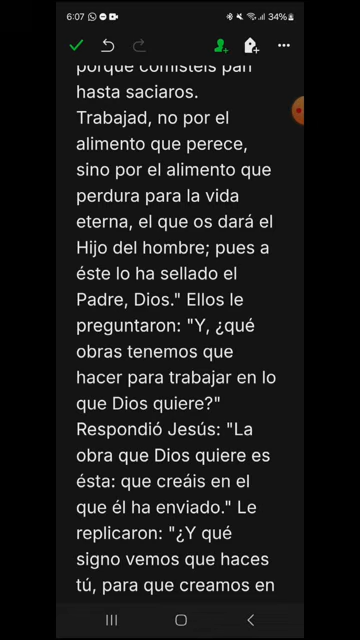 6:07
34%
porque comisteis pan
hasta saciaros.
Trabajad, no por el
alimento que perece,
sino por el alimento que
perdura para la vida
eterna, el que os dará el
Hijo del hombre; pues a
éste lo ha sellado el
Padre, Dios." Ellos le
preguntaron: "Y, ¿qué
obras tenemos que
hacer para trabajar en lo
que Dios quiere?"
Respondió Jesús: "La
obra que Dios quiere es
ésta: que creáis en el
que él ha enviado." Le
replicaron: "¿Y qué
signo vemos que haces
tú, para que creamos en